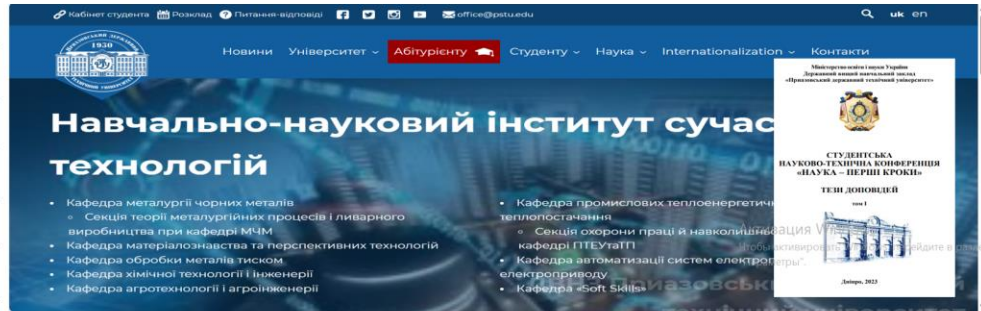 Кабінет студента Розклад Питання-відповіді office@pstu.edu uk en
1930
Новини Університет Абітурієнту Студенту Наука Internationalization Контакти
Навчально-науковий інститут сучас
технологій
Кафедра металургії чорних металів
Секція теорії металургійних процесів і ливарного
виробництва при кафедрі МЧМ
Кафедра матеріалознавства та перспективних технологій
Кафедра обробки металів тиском
Кафедра хімічної технології і інженерії
Кафедра агротехнології і агроінженерії
Кафедра промислових теплоенергетичн
теплопостачання
Секція охорони праці й навколишнь
кафедрі ПТЕУтаТП
Кафедра автоматизації систем електроп
електроприводу
Кафедра «Soft Skills»
Міністерство освіти і науки України
Державний вищий навчальний заклад
«Приазовський державний технічний університет»
СТУДЕНТСЬКА
НАУКОВО-ТЕХНІЧНА КОНФЕРЕНЦІЯ
«НАУКА – ПЕРШІ КРОКИ»
ТЕЗИ ДОПОВІДЕЙ
том I
Дніпро, 2023